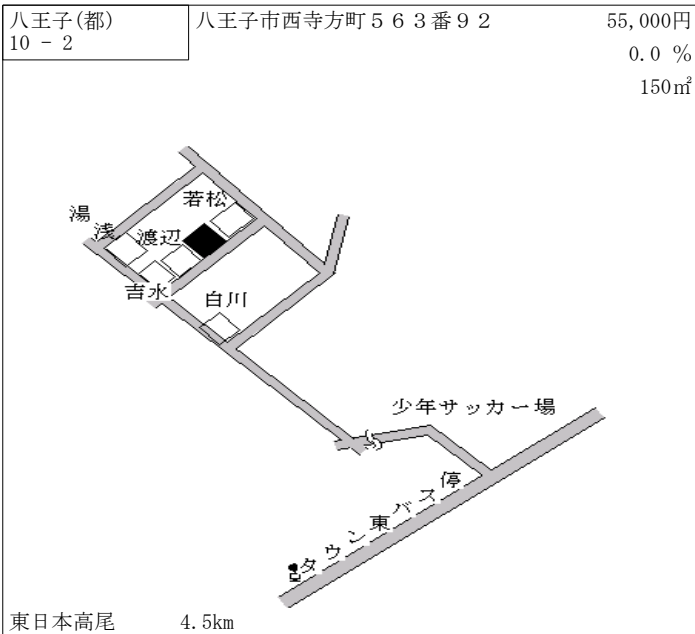 八王子(都)
10 - 2
八王子市西寺方町５６３番９２
55,000円
0.0 %
150㎡
若松
湯浅
渡辺
吉水
白川
少年サッカー場
タウン東バス停
東日本高尾 4.5km